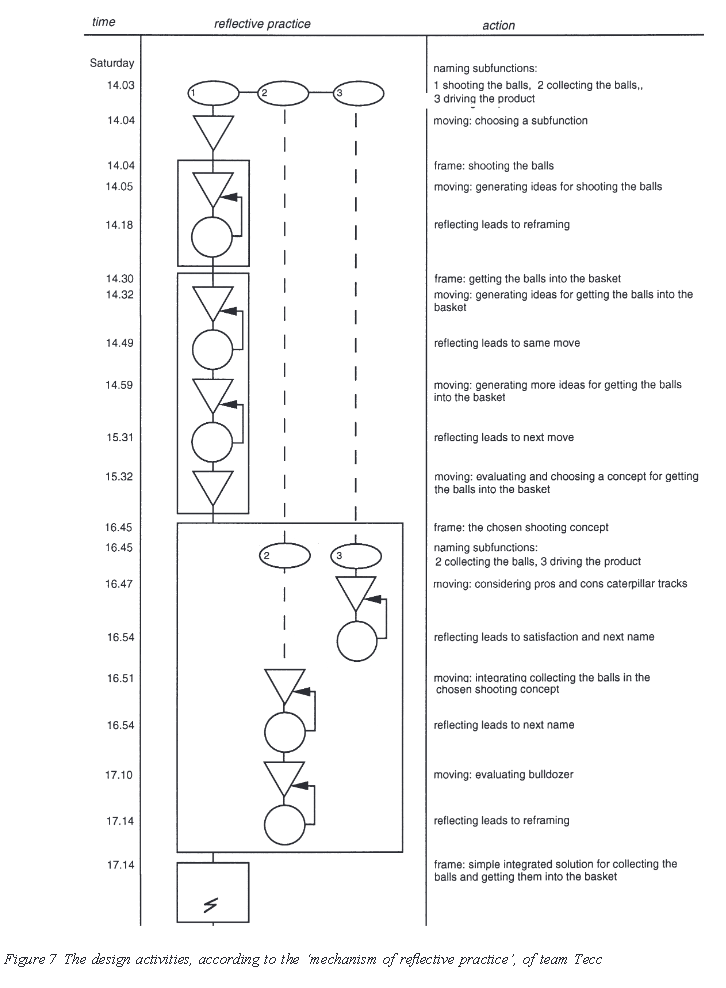 time reflective practice action
Saturday
naming subfunctions:
14.03 1 2 3 1 shooting the balls, 2 collecting the balls,,
3 driving the product
14.04 moving: choosing a subfunction
14.04 frame: shooting the balls
14.05 moving: generating ideas for shooting the balls
14.18 reflecting leads to reframing
14.30 frame: getting the balls into the basket
14.32 moving: generating ideas for getting the balls into the
basket
14.49 reflecting leads to same move
14.59 moving: generating more ideas for getting the balls
into the basket
15.31 reflecting leads to next move
15.32 moving: evaluating and choosing a concept for getting
the balls into the basket
16.45 frame: the chosen shooting concept
16.45 2 3 naming subfunctions:
2 collecting the balls, 3 driving the product
16.47 moving: considering pros and cons caterpillar tracks
16.54 reflecting leads to satisfaction and next name
16.51 moving: integrating collecting the balls in the
chosen shooting concept
16.54 reflecting leads to next name
17.10 moving: evaluating bulldozer
17.14 reflecting leads to reframing
17.14 frame: simple integrated solution for collecting the
balls and getting them into the basket
Figure 7 The design activities, according to the 'mechanism of reflective practice', of team Tecc